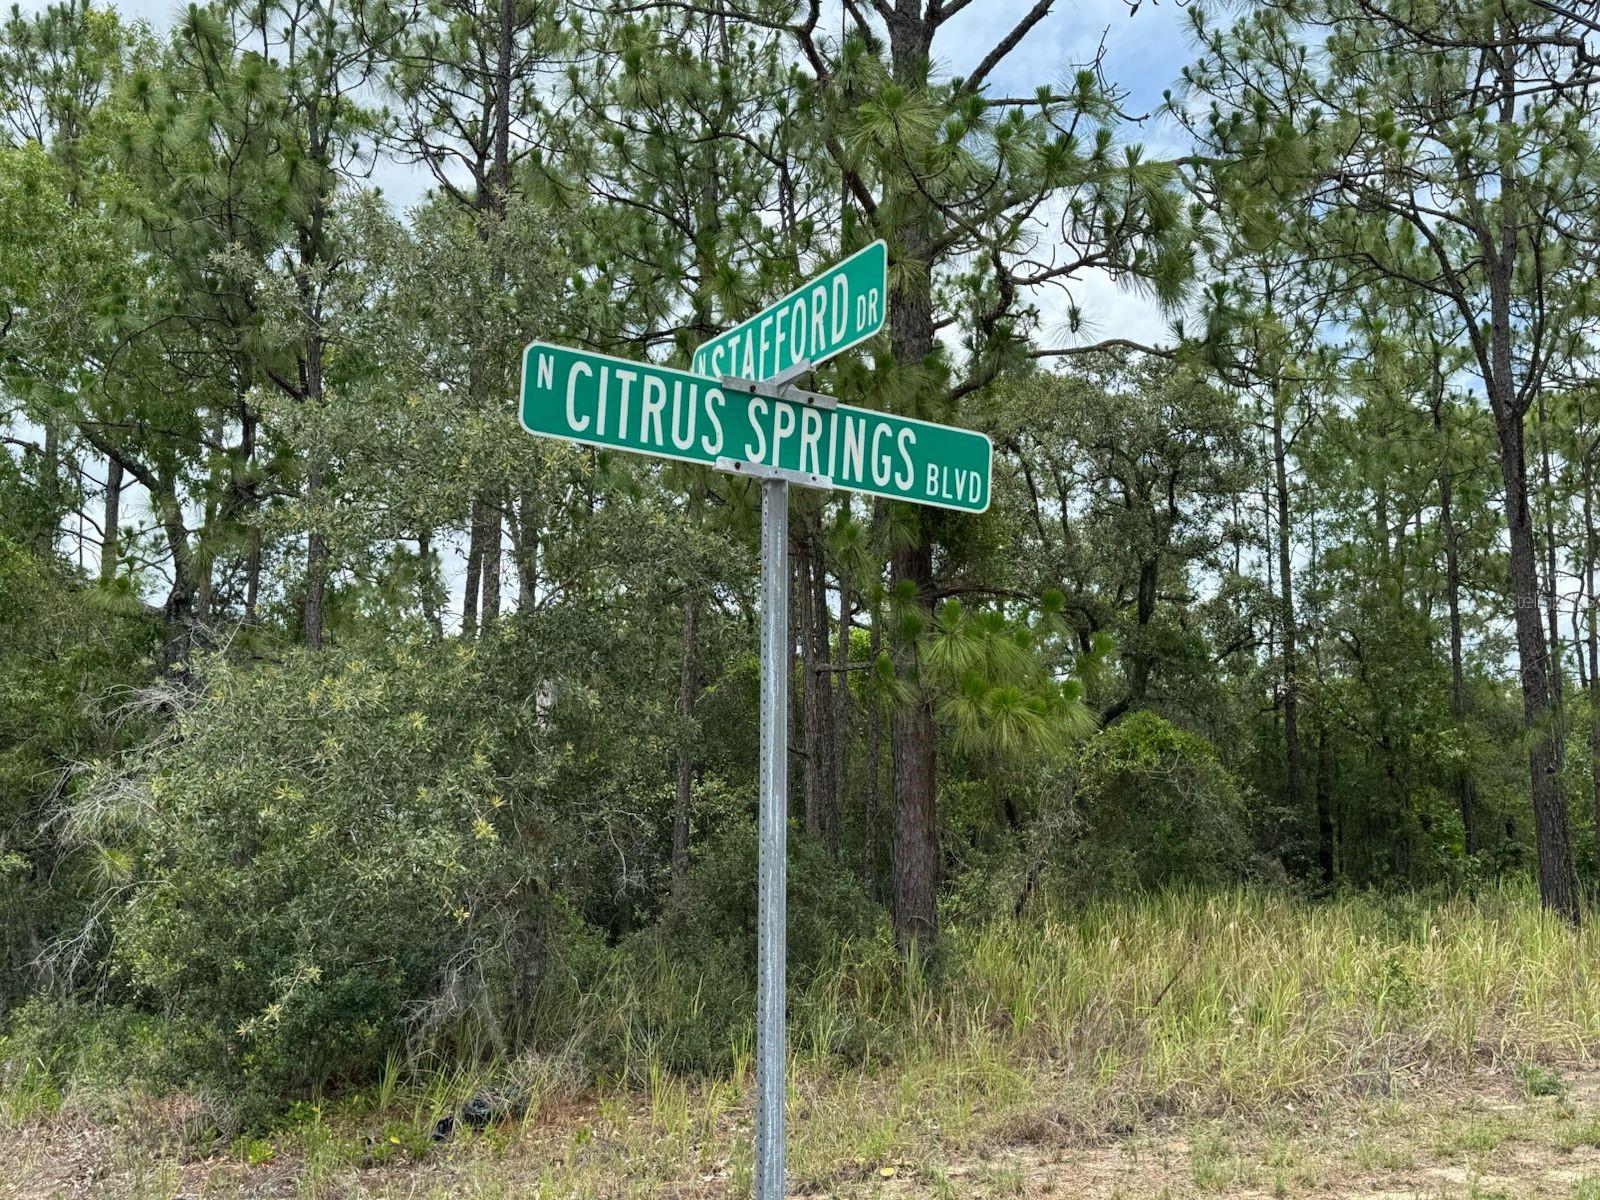 N STAFFORD DR
N CITRUS SPRINGS BLVD